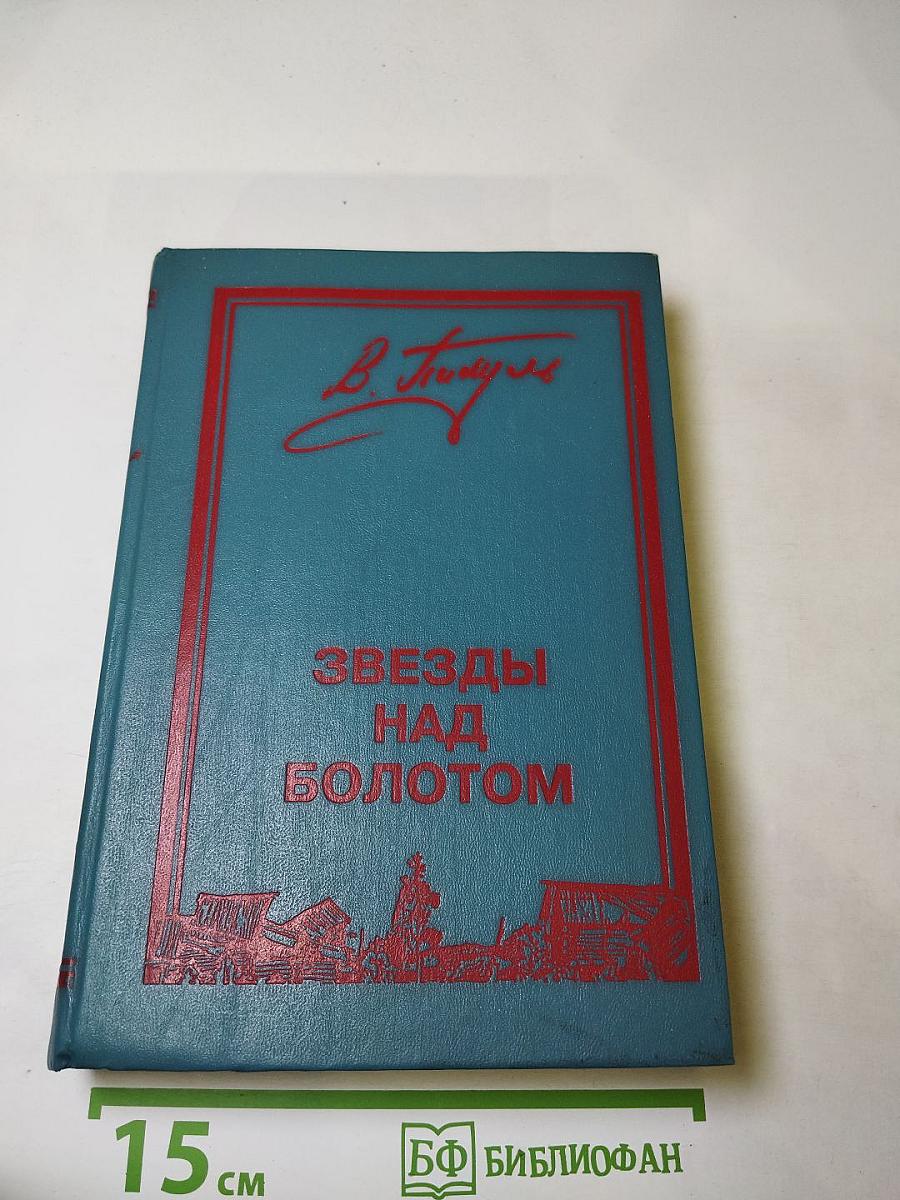 В. Пикуль
ЗВЕЗДЫ
НАД
БОЛОТОМ
15 см
БФ БИБЛИОФАН